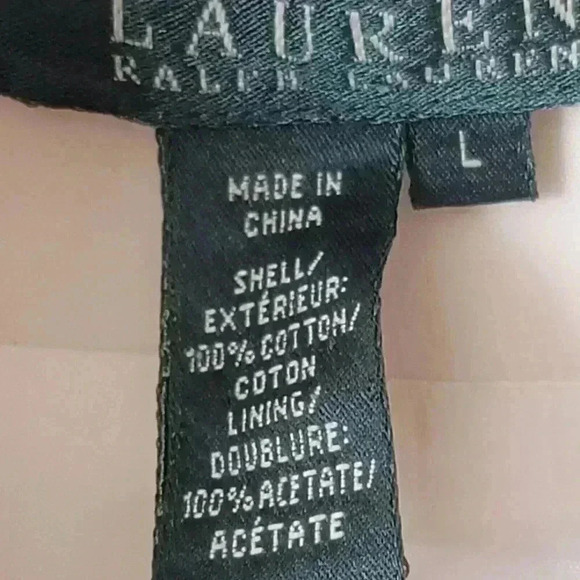 LAUREN
RALPH LAUREN
L
MADE IN
CHINA
SHELL/
EXTÉRIEUR:
100% COTTON/
COTON
LINING/
DOUBLURE:
100% ACETATE/
ACÉTATE